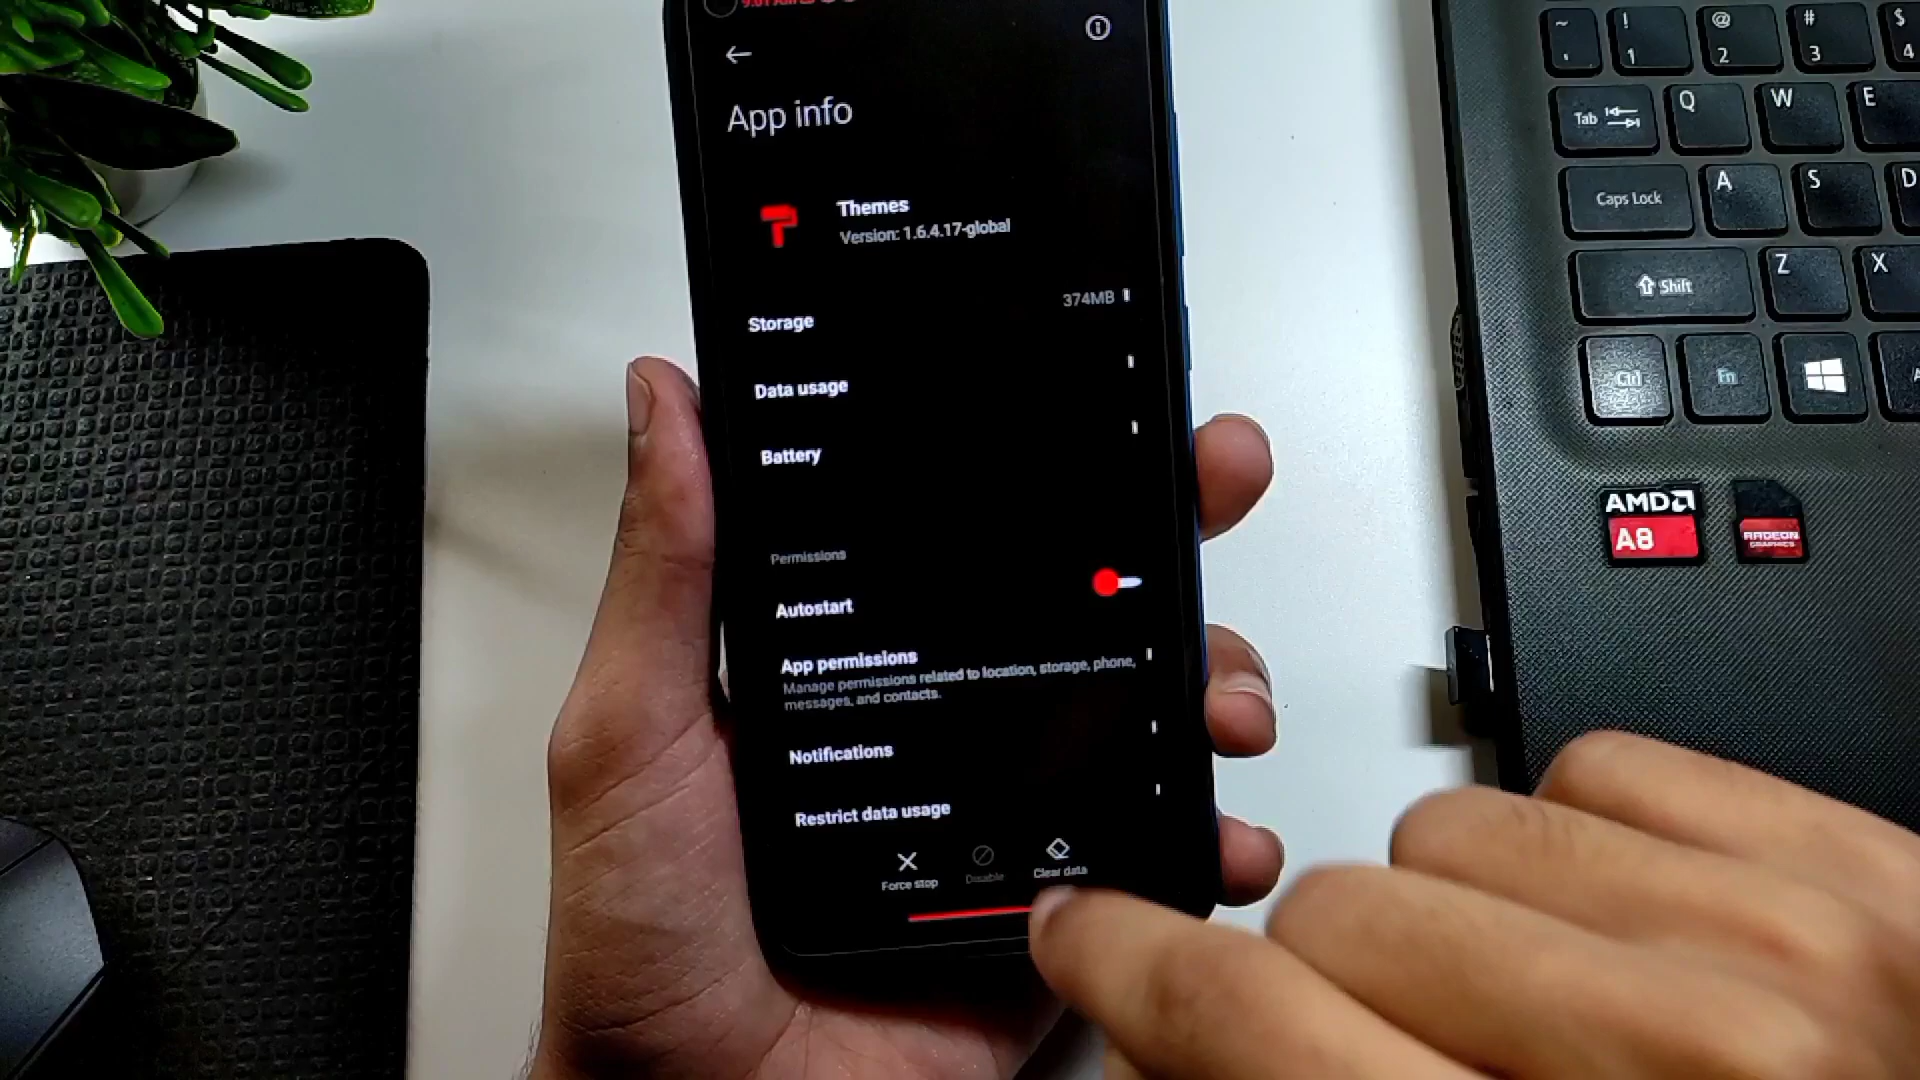 App info
Themes
Version: 1.6.4.17-global
Storage
374MB
Data usage
Battery
Permissions
Autostart
App permissions
Manage permissions related to location, storage, phone,
messages, and contacts.
Notifications
Restrict data usage
Force stop
Disable
Clear data
~
! 1
@ 2
# 3
$ 4
Tab
Q
W
E
Caps Lock
A
S
D
Shift
Z
X
Ctrl
Fn
AMD
A8
RADEON
GRAPHICS